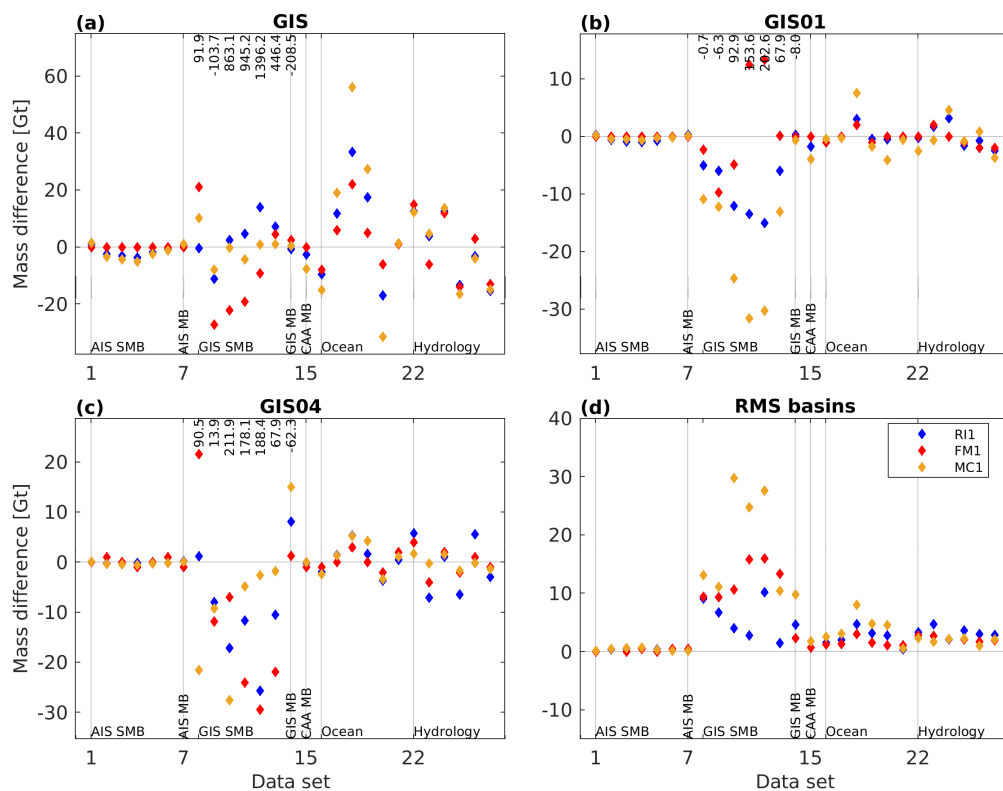 (a) GIS
91.9
-103.7
863.1
945.2
1396.2
446.4
-208.5
60
40
20
0
-20
Mass difference [Gt]
AIS SMB
AIS MB
GIS SMB
GIS MB
CAA MB
Ocean
Hydrology
1 7 15 22
(b) GIS01
-0.7
-6.3
92.9
153.6
202.6
67.9
-8.0
10
0
-10
-20
-30
AIS SMB
AIS MB
GIS SMB
GIS MB
CAA MB
Ocean
Hydrology
1 7 15 22
(c) GIS04
-90.5
13.9
211.9
178.1
188.4
67.9
-62.3
20
10
0
-10
-20
-30
Mass difference [Gt]
AIS SMB
AIS MB
GIS SMB
GIS MB
CAA MB
Ocean
Hydrology
1 7 15 22
Data set
(d) RMS basins
40
30
20
10
0
-10
RI1
FM1
MC1
AIS SMB
AIS MB
GIS SMB
GIS MB
CAA MB
Ocean
Hydrology
1 7 15 22
Data set